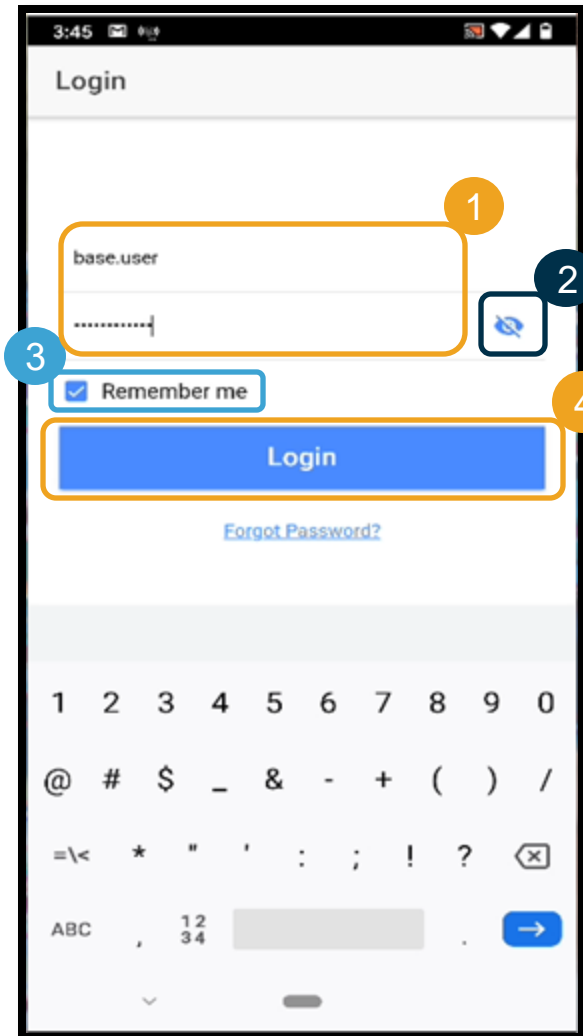 3:45
Login
1
base.user
2
············
3
Remember me
4
Login
Forgot Password?
1 2 3 4 5 6 7 8 9 0
@ # $ _ & - + ( ) /
=\< * " ' : ; ! ?
ABC , 12 34 .